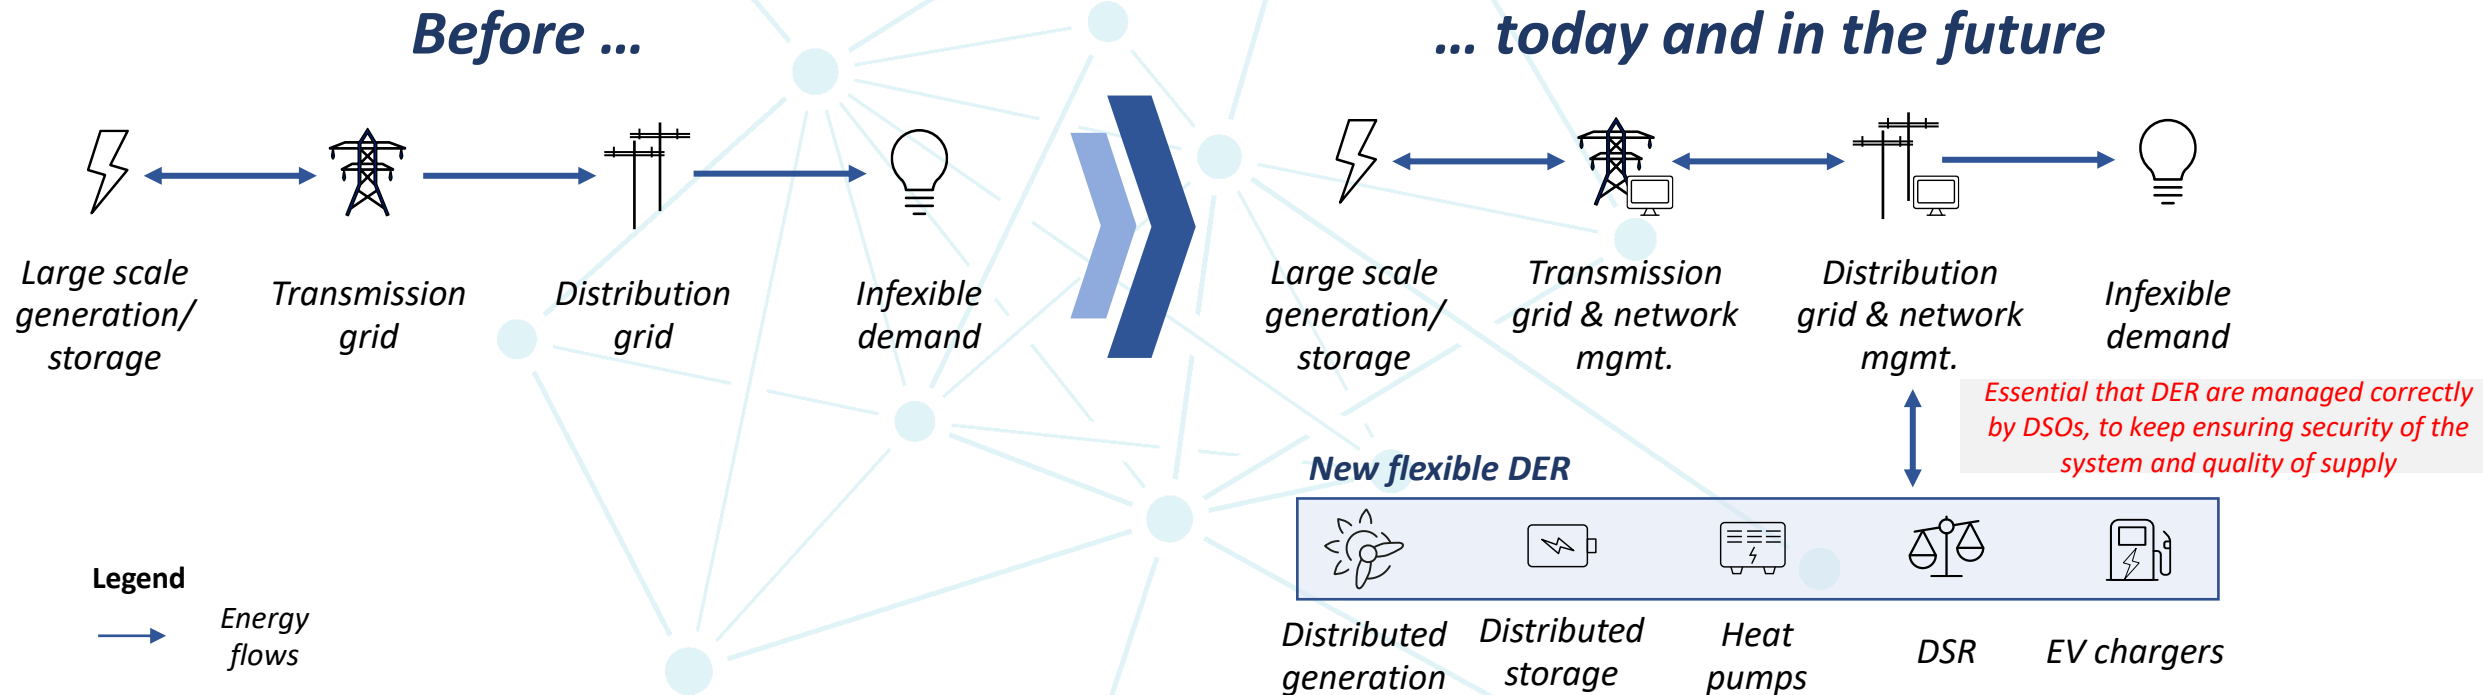 Before ...
... today and in the future
Large scale
generation/
storage
Transmission
grid
Distribution
grid
Infexible
demand
Large scale
generation/
storage
Transmission
grid & network
mgmt.
Distribution
grid & network
mgmt.
Infexible
demand
Essential that DER are managed correctly
by DSOs, to keep ensuring security of the
system and quality of supply
New flexible DER
Distributed
generation
Distributed
storage
Heat
pumps
DSR
EV chargers
Legend
Energy
flows